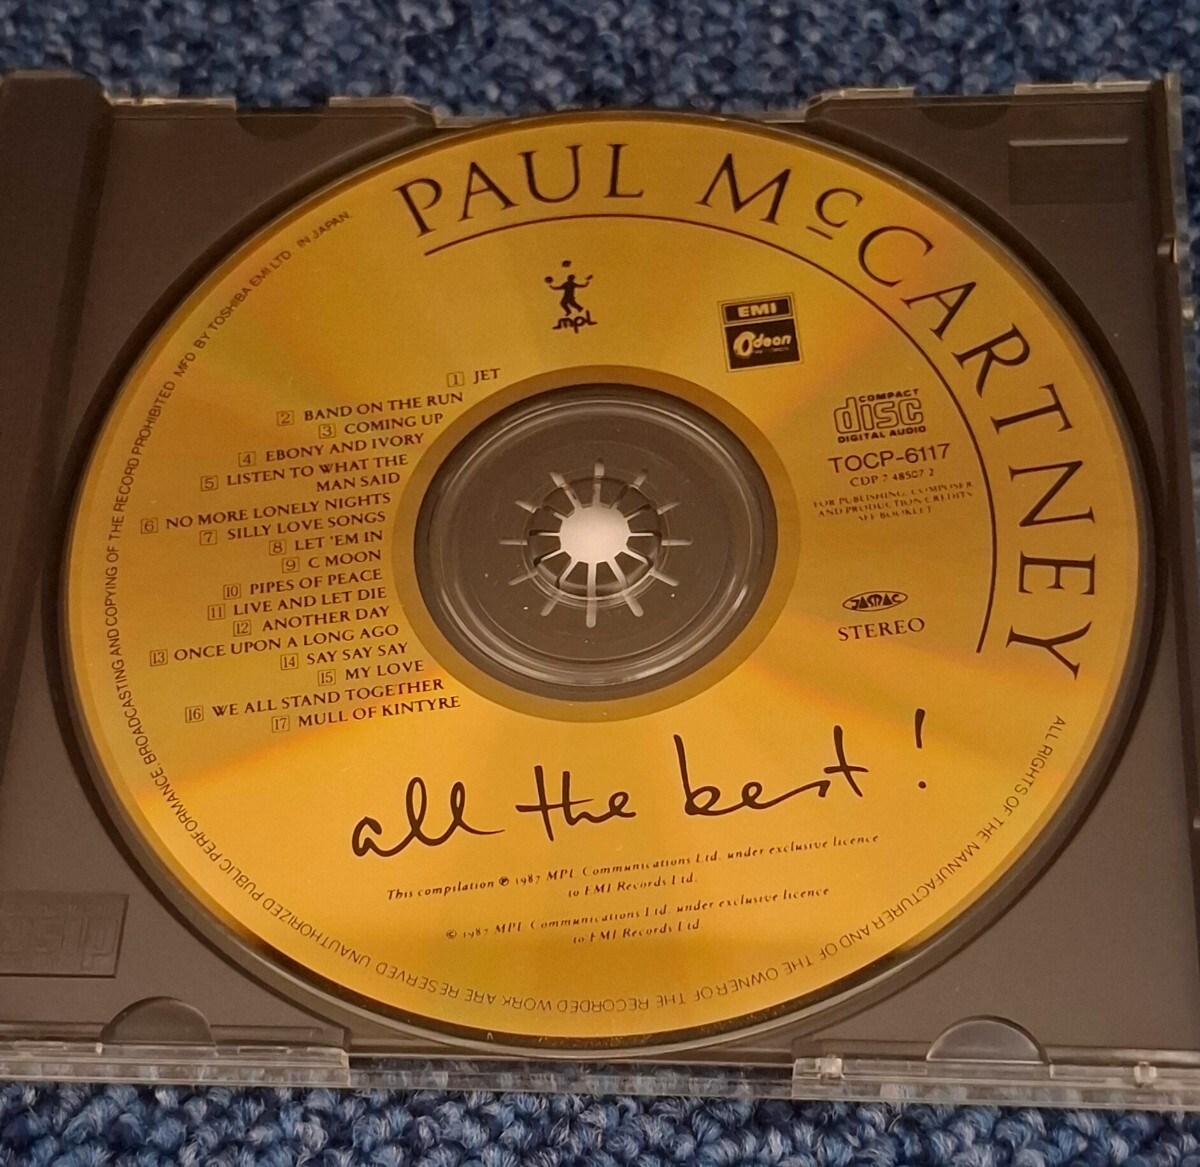 PAUL McCARTNEY
mpl
EMI
Odeon
COMPACT
disc
DIGITAL AUDIO
TOCP-6117
CDP 7 48507 2
FOR PUBLISHING, COMPOSER
AND PRODUCTION CREDITS
SEE BOOKLET
JASRAC
STEREO
1 JET
2 BAND ON THE RUN
3 COMING UP
4 EBONY AND IVORY
5 LISTEN TO WHAT THE
MAN SAID
6 NO MORE LONELY NIGHTS
7 SILLY LOVE SONGS
8 LET 'EM IN
9 C MOON
10 PIPES OF PEACE
11 LIVE AND LET DIE
12 ANOTHER DAY
13 ONCE UPON A LONG AGO
14 SAY SAY SAY
15 MY LOVE
16 WE ALL STAND TOGETHER
17 MULL OF KINTYRE
all the best!
This compilation ℗ 1987 MPL Communications Ltd. under exclusive licence
to EMI Records Ltd.
© 1987 MPL Communications Ltd. under exclusive licence
to EMI Records Ltd
ALL RIGHTS OF THE MANUFACTURER AND OF THE OWNER OF THE RECORDED WORK ARE RESERVED UNAUTHORIZED PUBLIC PERFORMANCE. BROADCASTING AND COPYING OF THE RECORD PROHIBITED MFD BY TOSHIBA EMI LTD IN JAPAN.
disc